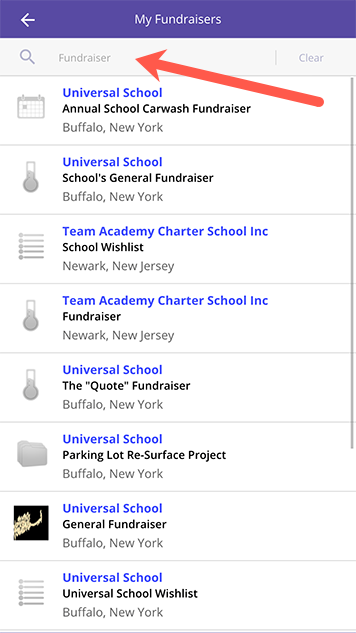 My Fundraisers
Fundraiser Clear
Universal School
Annual School Carwash Fundraiser
Buffalo, New York
Universal School
School's General Fundraiser
Buffalo, New York
Team Academy Charter School Inc
School Wishlist
Newark, New Jersey
Team Academy Charter School Inc
Fundraiser
Newark, New Jersey
Universal School
The "Quote" Fundraiser
Buffalo, New York
Universal School
Parking Lot Re-Surface Project
Buffalo, New York
Universal School
General Fundraiser
Buffalo, New York
Universal School
Universal School Wishlist
Buffalo, New York